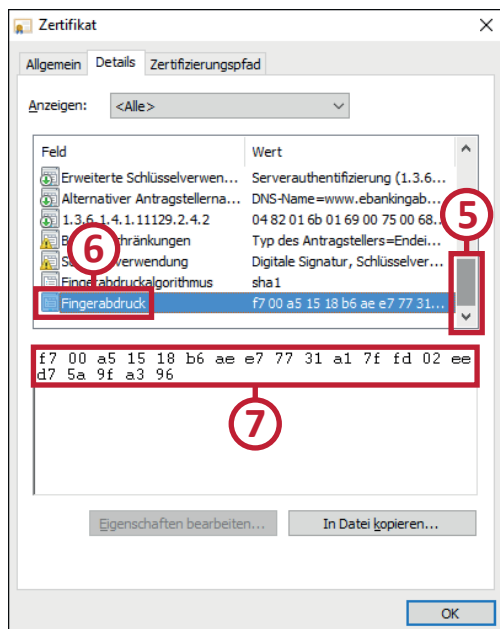 Zertifikat
Allgemein Details Zertifizierungspfad
Anzeigen: <Alle>
Feld Wert
Erweiterte Schlüsselverwen... Serverauthentifizierung (1.3.6...
Alternativer Antragstellerna... DNS-Name=www.ebankingab...
1.3.6.1.4.1.11129.2.4.2 04 82 01 6b 01 69 00 75 00 68...
5
6
Typ des Antragstellers=Endei...
Digitale Signatur, Schlüsselver...
Fingerabdruckalgorithmus sha1
Fingerabdruck f7 00 a5 15 18 b6 ae e7 77 31...
f7 00 a5 15 18 b6 ae e7 77 31 a1 7f fd 02 ee
d7 5a 9f a3 96
7
Eigenschaften bearbeiten... In Datei kopieren...
OK